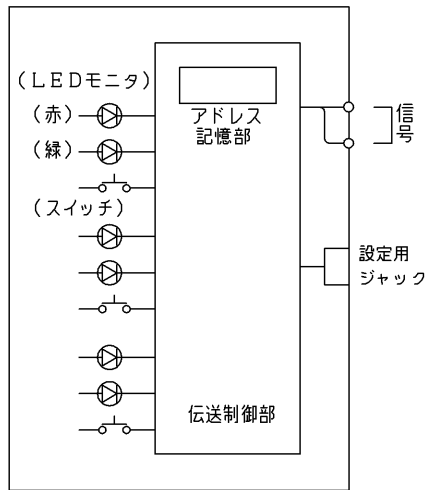 (LEDモニタ)
(赤)
(緑)
(スイッチ)
アドレス
記憶部
信号
設定用
ジャック
伝送制御部